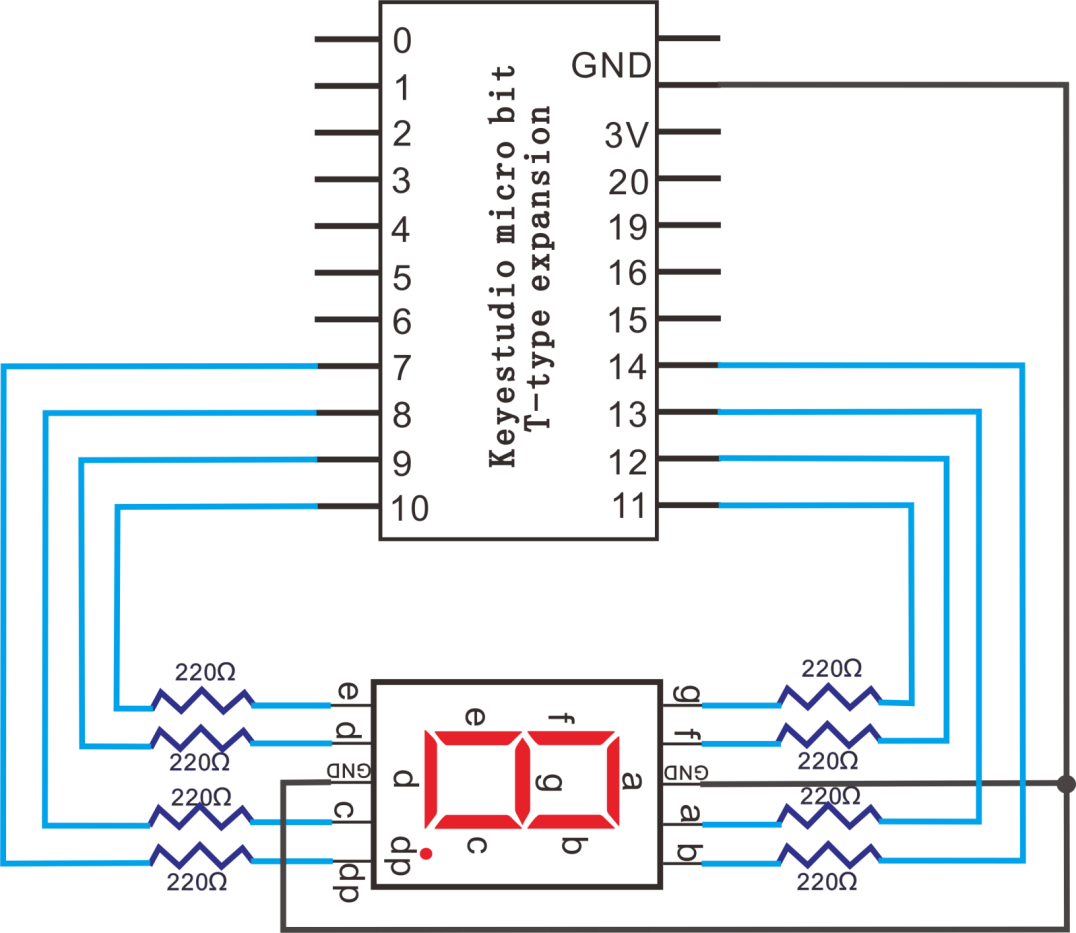 0
1
2
3
4
5
6
7
8
9
10
Keyestudio micro bit
T-type expansion
GND
3V
20
19
16
15
14
13
12
11
220Ω
220Ω
220Ω
220Ω
e
d
GND
c
dp
e
f
d
g
a
c
b
dp
g
f
GND
a
b
220Ω
220Ω
220Ω
220Ω